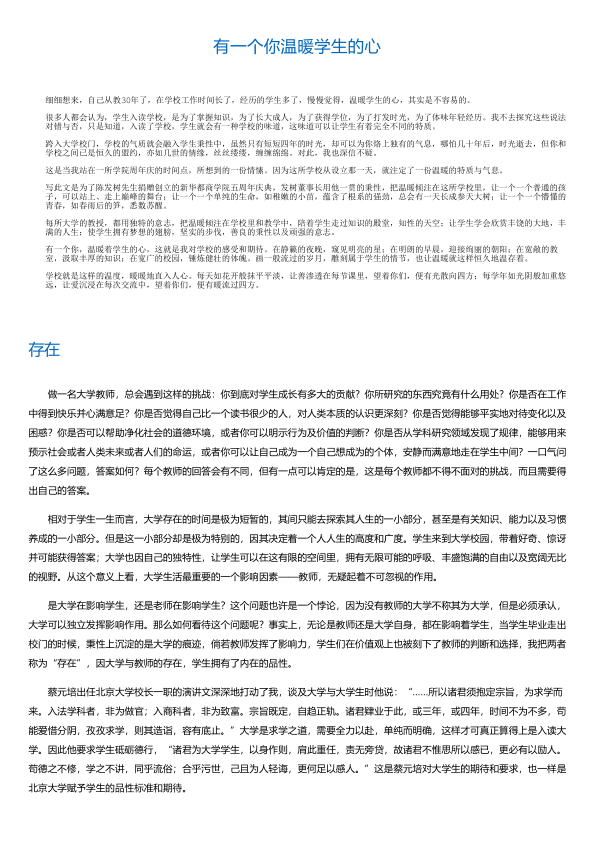 有一个你温暖学生的心
细细想来，自己从教30年了，在学校工作时间长了，经历的学生多了，慢慢觉得，温暖学生的心，其实是不容易的。
很多人都会认为，学生入读学校，是为了掌握知识，为了长大成人，为了获得学位，为了打发时光，为了体味年轻经历。我不去探究这些说法
对错与否，只是知道，入读了学校，学生就会有一种学校的味道，这味道可以让学生有着完全不同的特质。
跨入大学校门，学校的气质就会融入学生秉性中，虽然只有短短四年的时光，却可以为你烙上独有的气息，哪怕几十年后，时光逝去，但你和
学校之间已是恒久的盟约，亦如几世的情缘，丝丝缕缕，缠缠绵绵。对此，我也深信不疑。
这是当我站在一所学院周年庆的时间点，所想到的一份情愫。因为这所学校从设立那一天，就注定了一份温暖的特质与气息。
写此文是为了陈发树先生捐赠创立的新华都商学院五周年庆典，发树董事长用他一贯的秉性，把温暖倾注在这所学校里，让一个一个普通的孩
子，可以站上、走上巅峰的舞台；让一个一个单纯的生命，如稚嫩的小苗，蕴含了根系的强劲，总会有一天长成参天大树；让一个一个懵懂的
青春，如春雨后的笋，悉数苏醒。
每所大学的教授，都用独特的意志，把温暖倾注在学校里和教学中，陪着学生走过知识的殿堂，知性的天空；让学生学会欣赏丰饶的大地，丰
满的人生；使学生拥有梦想的翅膀，坚实的步伐，善良的秉性以及顽强的意志。
有一个你，温暖着学生的心，这就是我对学校的感受和期待。在静籁的夜晚，窥见明亮的星；在明朗的早晨，迎接绚丽的朝阳；在宽敞的教
室，汲取丰厚的知识；在宽广的校园，锤炼健壮的体魄。画一般流过的岁月，雕刻属于学生的情节，也让温暖就这样恒久地温存着。
学校就是这样的温度，暖暖地直入人心。每天如花开般抹平平淡，让善渗透在每节课里，望着你们，便有光散向四方；每学年如光阴般加重悠
远，让爱沉浸在每次交流中，望着你们，便有暖流过四方。
存在
做一名大学教师，总会遇到这样的挑战：你到底对学生成长有多大的贡献？你所研究的东西究竟有什么用处？你是否在工作
中得到快乐并心满意足？你是否觉得自己比一个读书很少的人，对人类本质的认识更深刻？你是否觉得能够平实地对待变化以及
困惑？你是否可以帮助净化社会的道德环境，或者你可以明示行为及价值的判断？你是否从学科研究领域发现了规律，能够用来
预示社会或者人类未来或者人们的命运，或者你可以让自己成为一个自己想成为的个体，安静而满意地走在学生中间？一口气问
了这么多问题，答案如何？每个教师的回答会有不同，但有一点可以肯定的是，这是每个教师都不得不面对的挑战，而且需要得
出自己的答案。
相对于学生一生而言，大学存在的时间是极为短暂的，其间只能去探索其人生的一小部分，甚至是有关知识、能力以及习惯
养成的一小部分。但是这一小部分却是极为特别的，因其决定着一个人人生的高度和广度。学生来到大学校园，带着好奇、惊讶
并可能获得答案；大学也因自己的独特性，让学生可以在这有限的空间里，拥有无限可能的呼吸、丰盛饱满的自由以及宽阔无比
的视野。从这个意义上看，大学生活最重要的一个影响因素——教师，无疑起着不可忽视的作用。
是大学在影响学生，还是老师在影响学生？这个问题也许是一个悖论，因为没有教师的大学不称其为大学，但是必须承认，
大学可以独立发挥影响作用。那么如何看待这个问题呢？事实上，无论是教师还是大学自身，都在影响着学生，当学生毕业走出
校门的时候，秉性上沉淀的是大学的痕迹，倘若教师发挥了影响力，学生们在价值观上也被刻下了教师的判断和选择，我把两者
称为“存在”，因大学与教师的存在，学生拥有了内在的品性。
蔡元培出任北京大学校长一职的演讲文深深地打动了我，谈及大学与大学生时他说：“……所以诸君须抱定宗旨，为求学而
来。入法学科者，非为做官；入商科者，非为致富。宗旨既定，自趋正轨。诸君肄业于此，或三年，或四年，时间不为不多，苟
能爱惜分阴，孜孜求学，则其造诣，容有底止。”大学是求学之道，需要全力以赴，单纯而明确，这样才可真正算得上是入读大
学。因此他要求学生砥砺德行，“诸君为大学学生，以身作则，肩此重任，责无旁贷，故诸君不惟思所以感已，更必有以励人。
苟德之不修，学之不讲，同乎流俗；合乎污世，己且为人轻诲，更何足以感人。”这是蔡元培对大学生的期待和要求，也一样是
北京大学赋予学生的品性标准和期待。